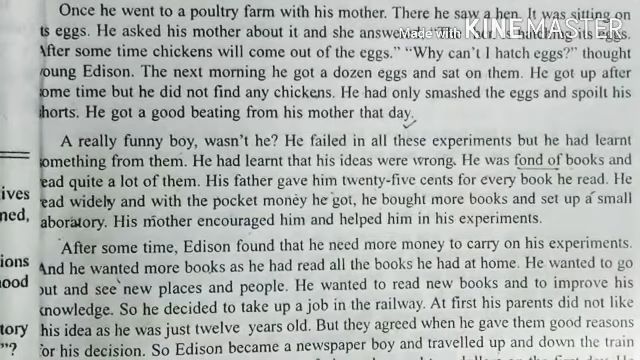 Once he went to a poultry farm with his mother. There he saw a hen. It was sitting on
ts eggs. He asked his mother about it and she answe
Made with KINEMASTER
eggs.
After some time chickens will come out of the eggs.” “Why can't I hatch eggs?” thought
young Edison. The next morning he got a dozen eggs and sat on them. He got up after
ome time but he did not find any chickens. He had only smashed the eggs and spoilt his
horts. He got a good beating from his mother that day.
A really funny boy, wasn't he? He failed in all these experiments but he had learnt
omething from them. He had learnt that his ideas were wrong. He was fond of books and
ead quite a lot of them. His father gave him twenty-five cents for every book he read. He
ead widely and with the pocket money he got, he bought more books and set up a small
aboratory. His mother encouraged him and helped him in his experiments.
After some time, Edison found that he need more money to carry on his experiments.
And he wanted more books as he had read all the books he had at home. He wanted to go
out and see new places and people. He wanted to read new books and to improve his
knowledge. So he decided to take up a job in the railway. At first his parents did not like
his idea as he was just twelve years old. But they agreed when he gave them good reasons
for his decision. So Edison became a newspaper boy and travelled up and down the train
ives
ned,
ions
ood
tory
”?